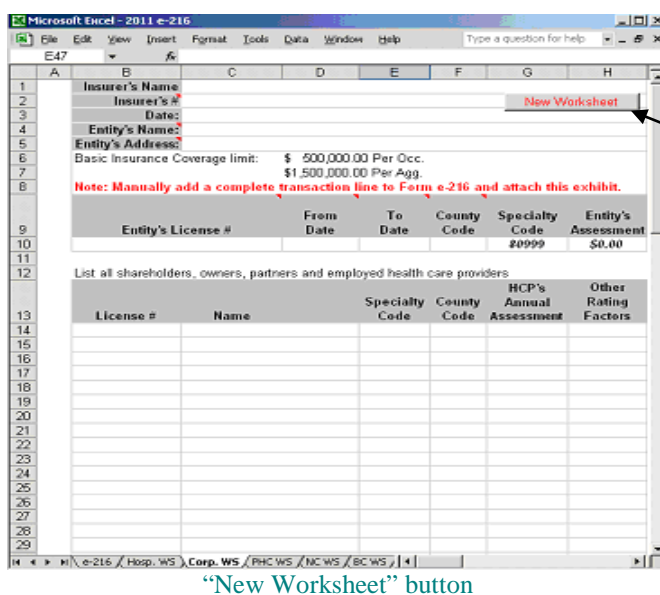 Microsoft Excel - 2011 e-216
File Edit View Insert Format Tools Data Window Help Type a question for help
E47 fx
A B C D E F G H
1 Insurer's Name
2 Insurer's # New Worksheet
3 Date:
4 Entity's Name:
5 Entity's Address:
6 Basic Insurance Coverage limit: $ 500,000.00 Per Occ.
7 $1,500,000.00 Per Agg.
8 Note: Manually add a complete transaction line to Form e-216 and attach this exhibit.
From To County Specialty Entity's
9 Entity's License # Date Date Code Code Assessment
10 80999 $0.00
11
12 List all shareholders, owners, partners and employed health care providers
HCP's Other
Specialty County Annual Rating
13 License # Name Code Code Assessment Factors
14
15
16
17
18
19
20
21
22
23
24
25
26
27
28
29
e-216 / Hosp. WS \ Corp. WS / PHC WS / NC WS / BC WS /
“New Worksheet” button